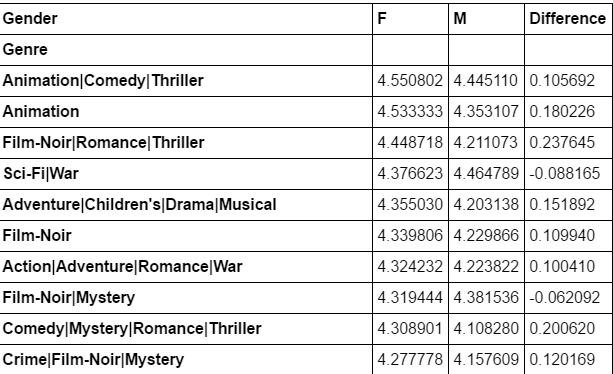 Gender F M Difference
Genre
Animation|Comedy|Thriller 4.550802 4.445110 0.105692
Animation 4.533333 4.353107 0.180226
Film-Noir|Romance|Thriller 4.448718 4.211073 0.237645
Sci-Fi|War 4.376623 4.464789 -0.088165
Adventure|Children's|Drama|Musical 4.355030 4.203138 0.151892
Film-Noir 4.339806 4.229866 0.109940
Action|Adventure|Romance|War 4.324232 4.223822 0.100410
Film-Noir|Mystery 4.319444 4.381536 -0.062092
Comedy|Mystery|Romance|Thriller 4.308901 4.108280 0.200620
Crime|Film-Noir|Mystery 4.277778 4.157609 0.120169